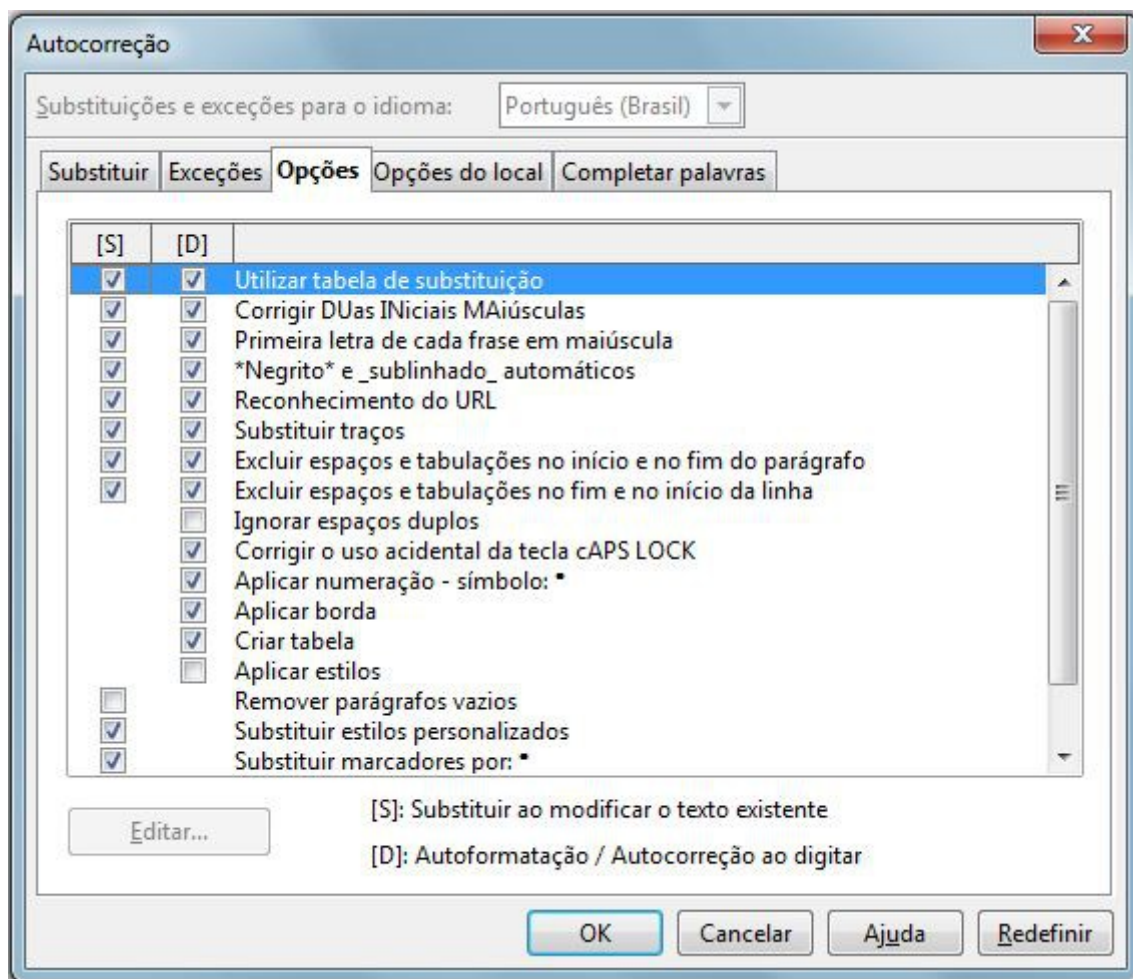 Autocorreção
Substituições e exceções para o idioma: Português (Brasil)
Substituir Exceções Opções Opções do local Completar palavras
[S] [D]
Utilizar tabela de substituição
Corrigir DUas INiciais MAiúsculas
Primeira letra de cada frase em maiúscula
*Negrito* e _sublinhado_ automáticos
Reconhecimento do URL
Substituir traços
Excluir espaços e tabulações no início e no fim do parágrafo
Excluir espaços e tabulações no fim e no início da linha
Ignorar espaços duplos
Corrigir o uso acidental da tecla cAPS LOCK
Aplicar numeração - símbolo: •
Aplicar borda
Criar tabela
Aplicar estilos
Remover parágrafos vazios
Substituir estilos personalizados
Substituir marcadores por: •
Editar...
[S]: Substituir ao modificar o texto existente
[D]: Autoformatação / Autocorreção ao digitar
OK Cancelar Ajuda Redefinir